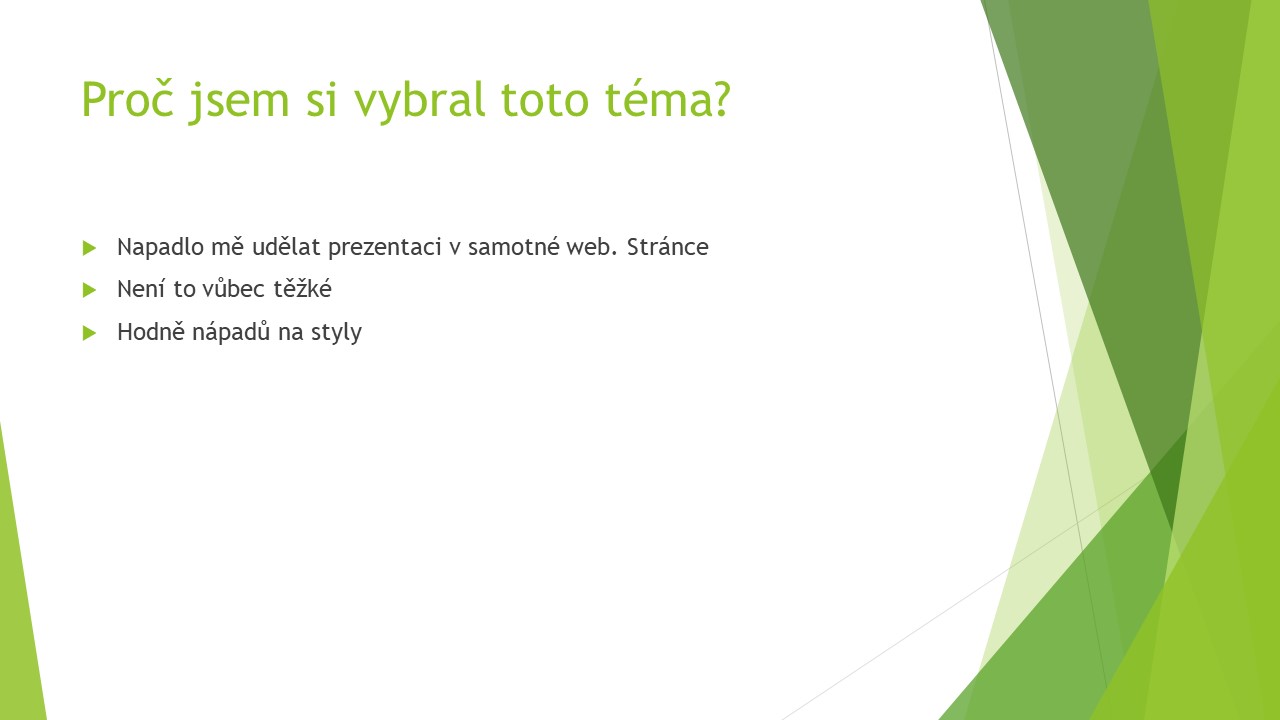 Proč jsem si vybral toto téma?
Napadlo mě udělat prezentaci v samotné web. Stránce
Není to vůbec těžké
Hodně nápadů na styly